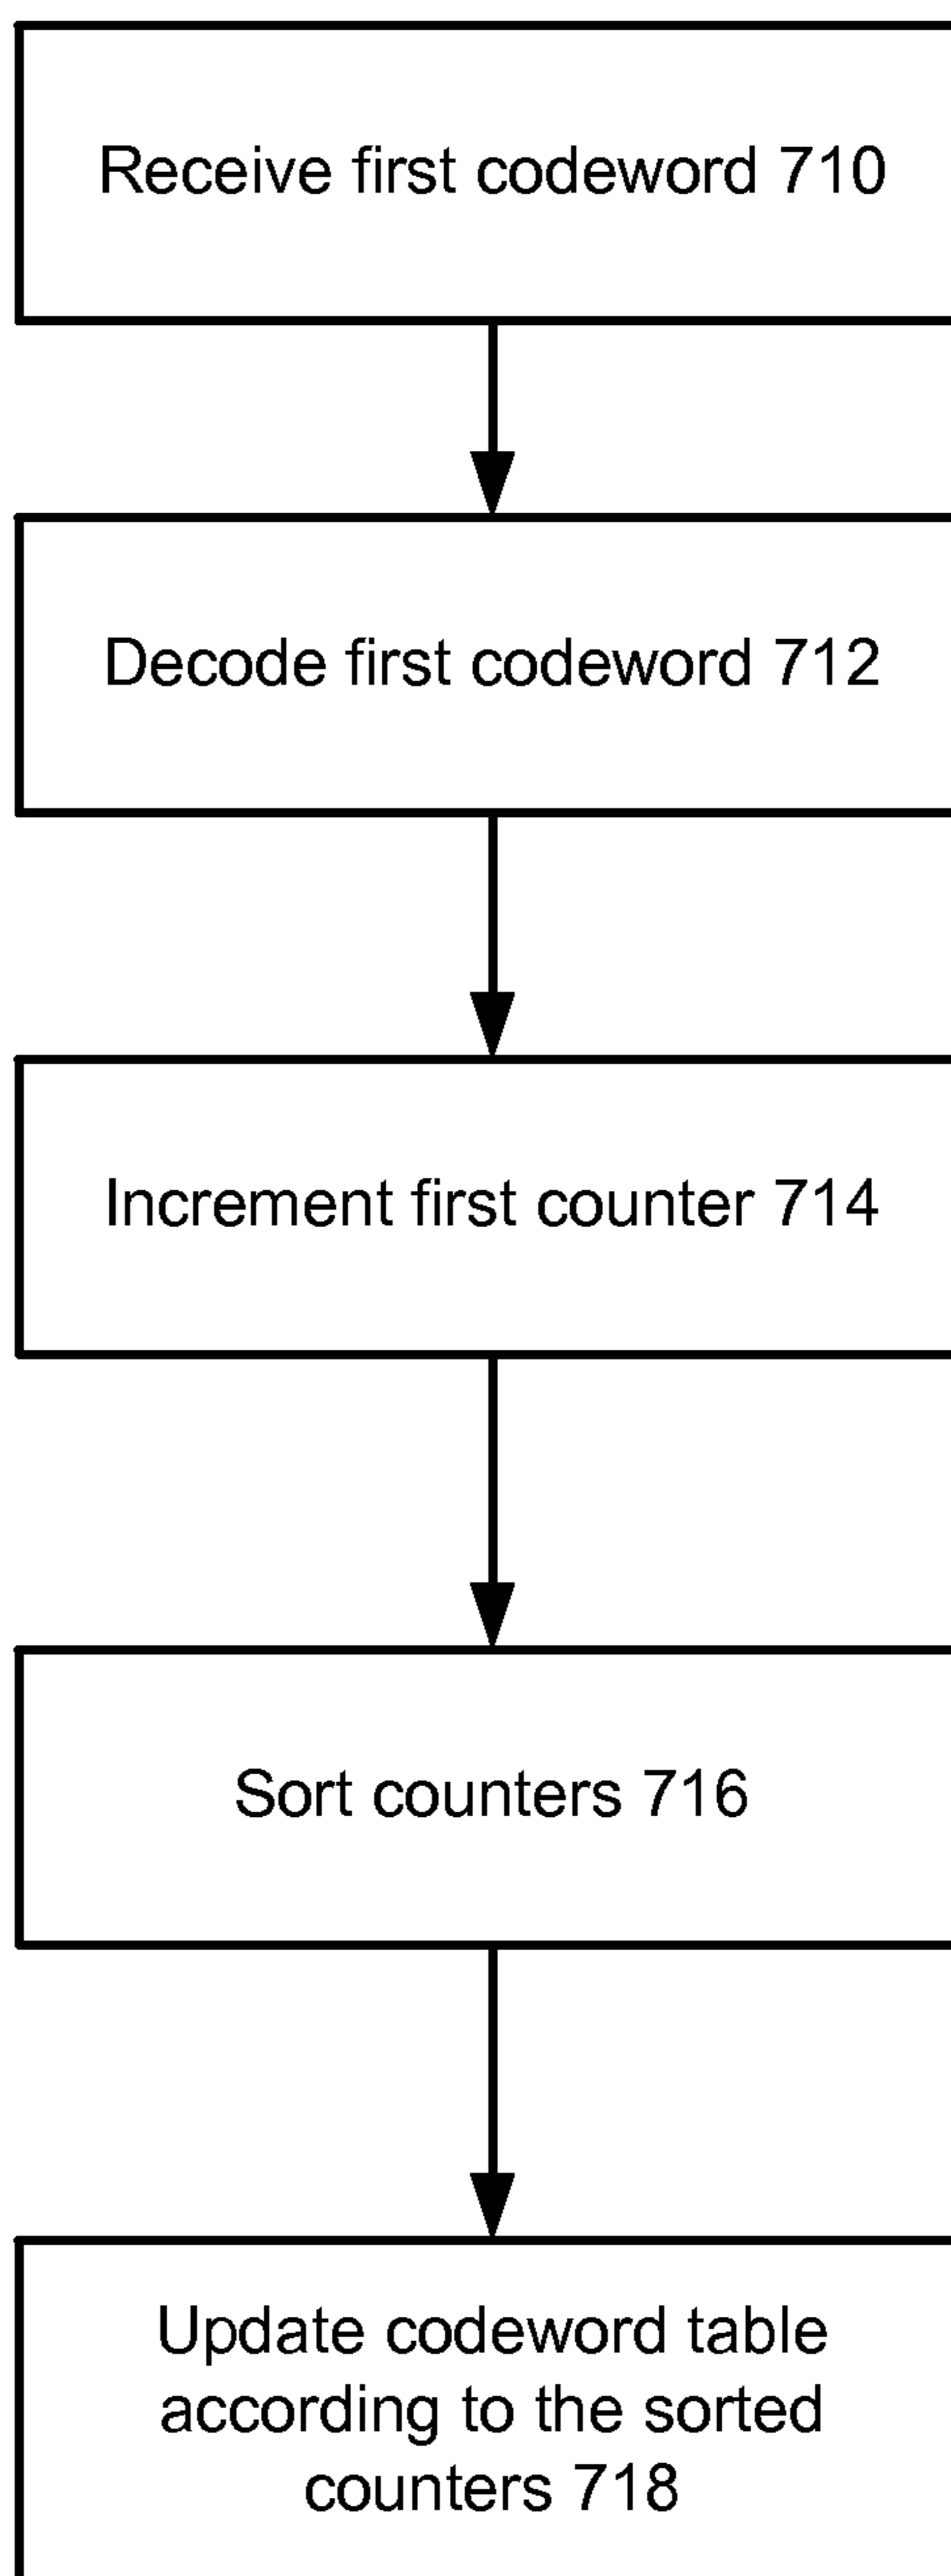 Receive first codeword 710
Decode first codeword 712
Increment first counter 714
Sort counters 716
Update codeword table
according to the sorted
counters 718